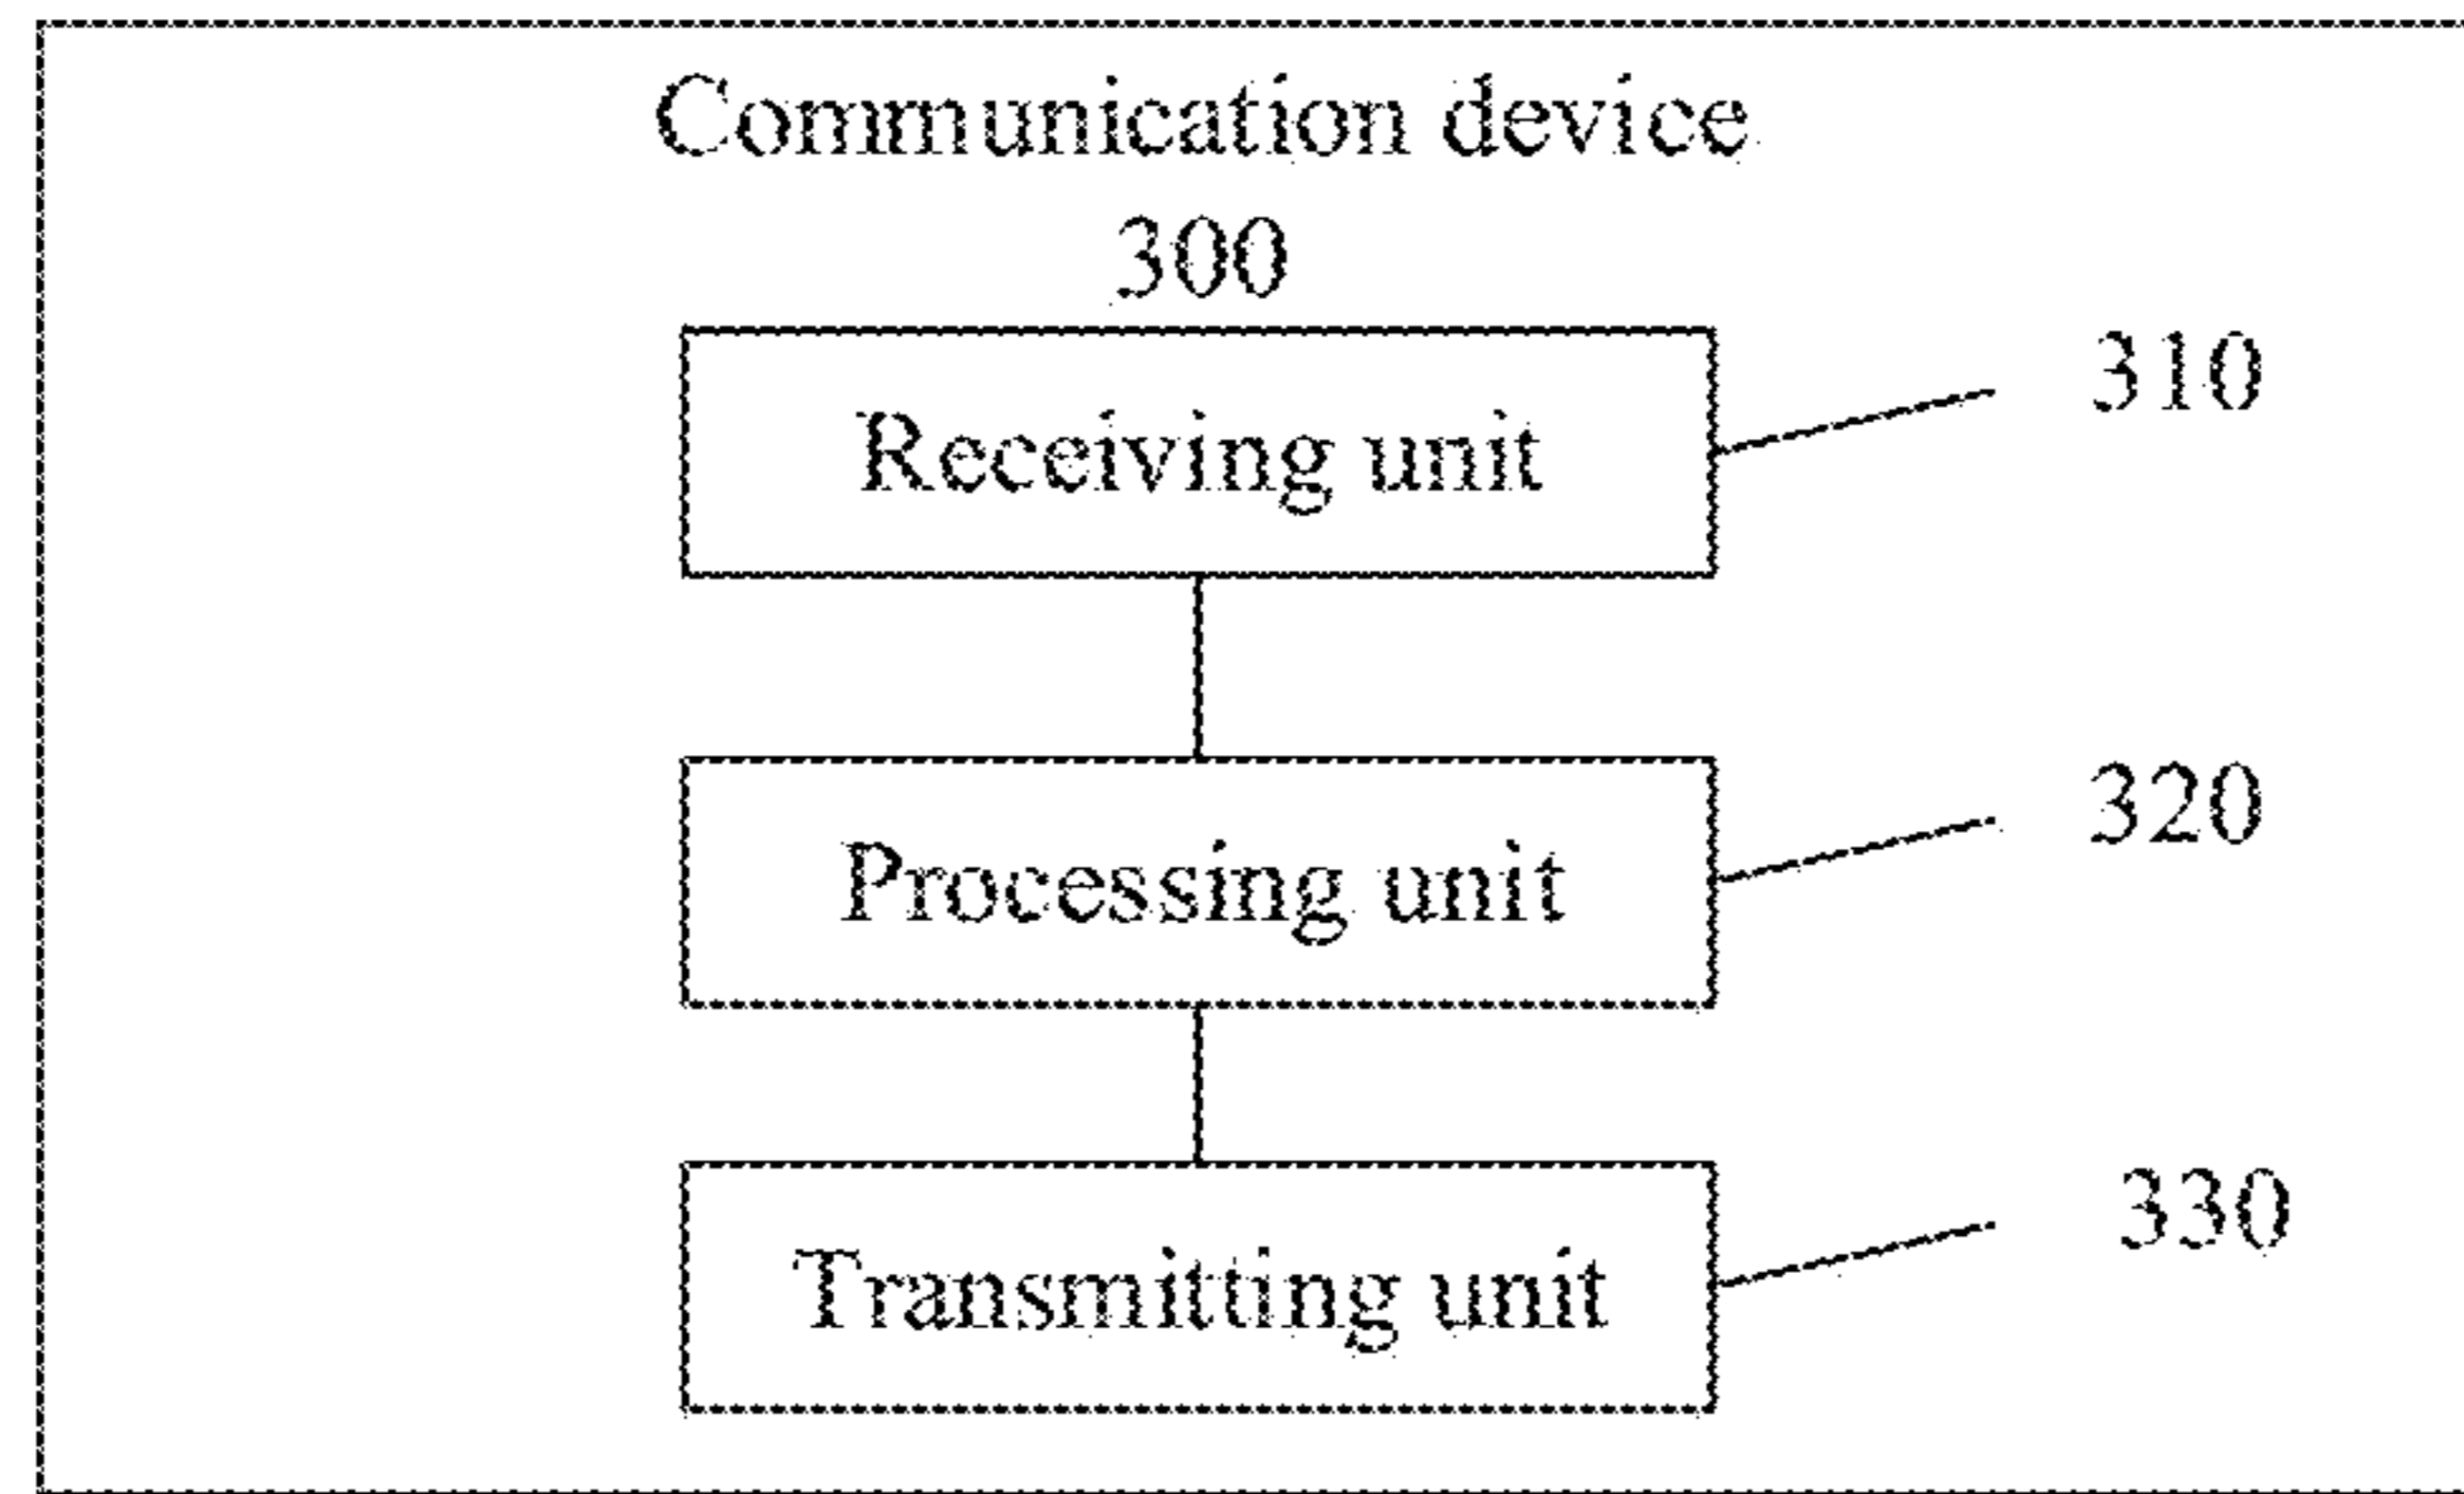 Communication device
300
Receiving unit
310
Processing unit
320
Transmitting unit
330